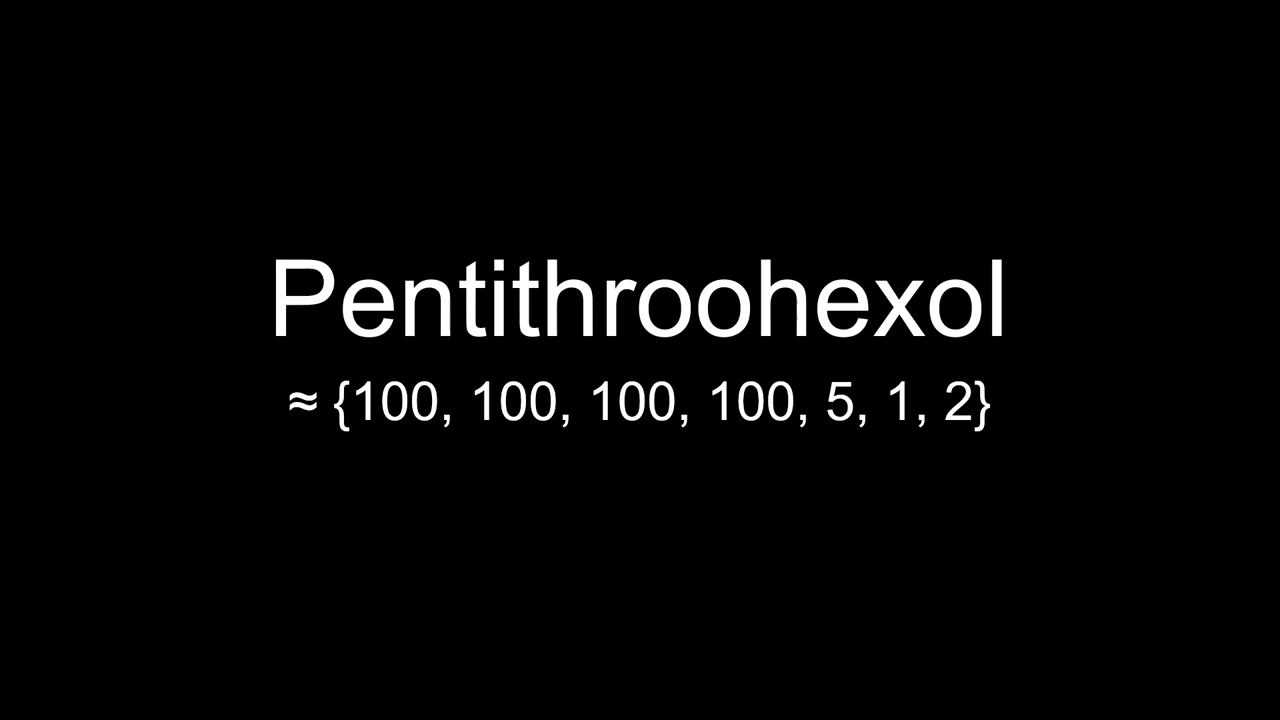 Pentithroohexol
≈ {100, 100, 100, 100, 5, 1, 2}